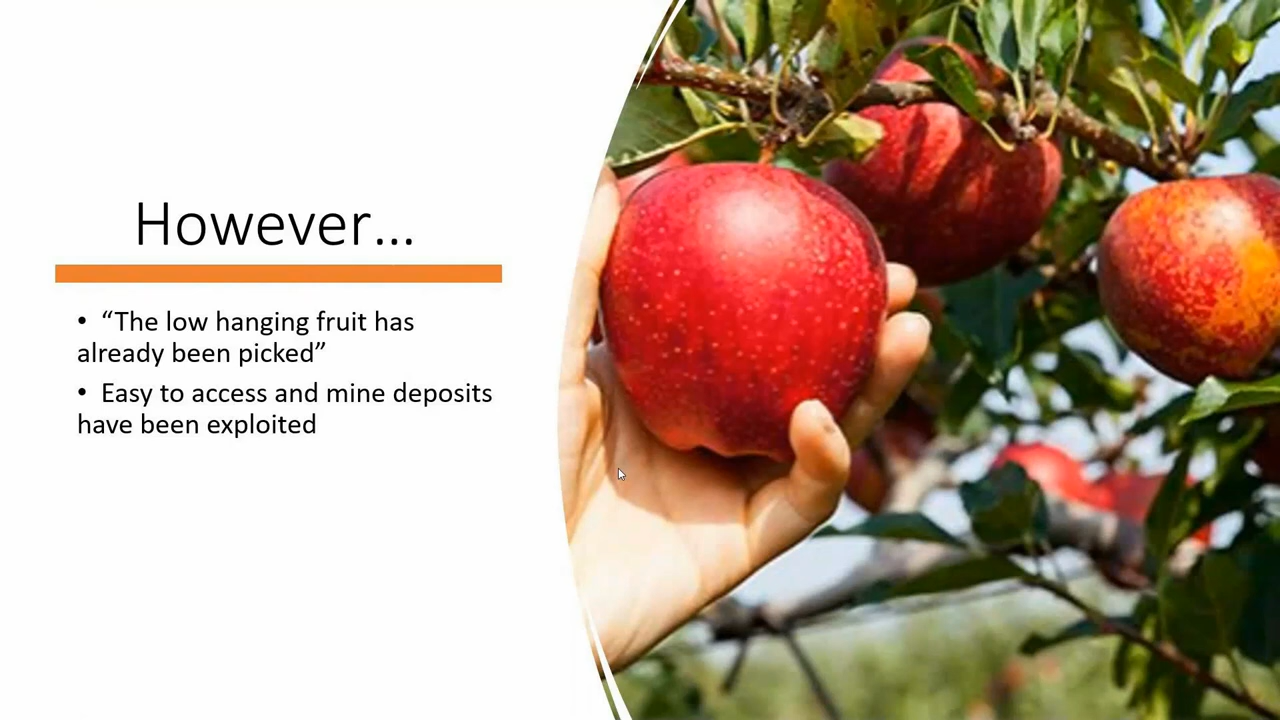 However...
• “The low hanging fruit has
already been picked”
• Easy to access and mine deposits
have been exploited